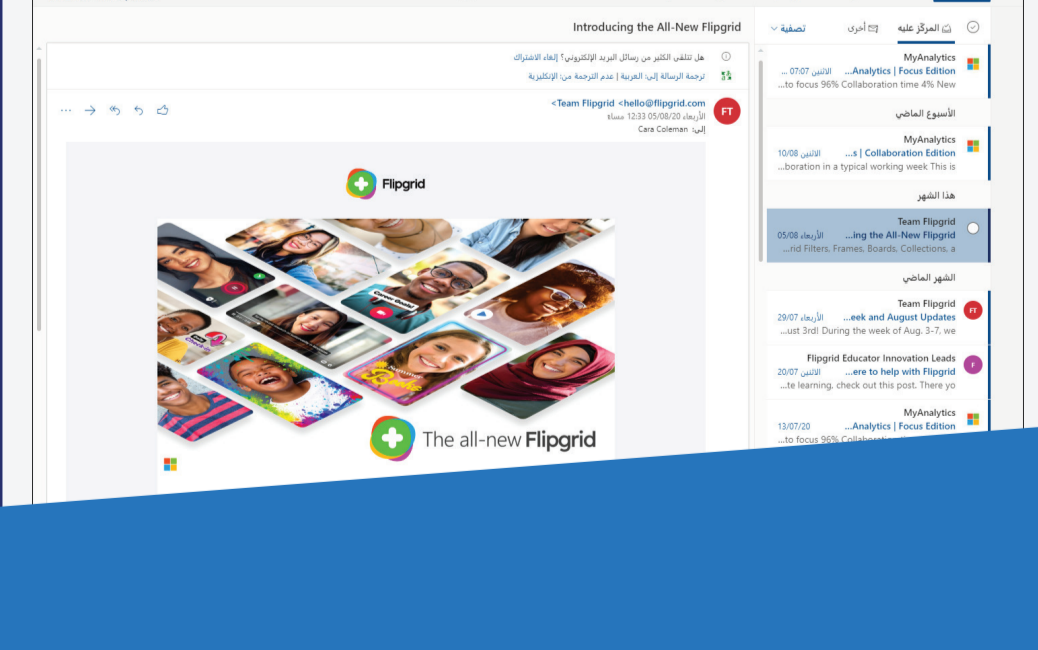 Introducing the All-New Flipgrid
المركّز عليه
أخرى
تصفية
هل تتلقى الكثير من رسائل البريد الإلكتروني؟ إلغاء الاشتراك
ترجمة الرسالة إلى: العربية | عدم الترجمة من: الإنكليزية
FT
Team Flipgrid <hello@flipgrid.com>
الأربعاء 05/08/20 12:33 مساءً
إلى: Cara Coleman
Flipgrid
Career Goals!
Summer
Books
The all-new Flipgrid
MyAnalytics
...Analytics | Focus Edition الاثنين 07:07 ...
...to focus 96% Collaboration time 4% New
الأسبوع الماضي
MyAnalytics
...s | Collaboration Edition الاثنين 10/08
...boration in a typical working week This is
هذا الشهر
Team Flipgrid
...ing the All-New Flipgrid الأربعاء 05/08
...rid Filters, Frames, Boards, Collections, a
الشهر الماضي
FT
Team Flipgrid
...eek and August Updates الأربعاء 29/07
...ust 3rd! During the week of Aug. 3-7, we
F
Flipgrid Educator Innovation Leads
...ere to help with Flipgrid الاثنين 20/07
...te learning, check out this post. There yo
MyAnalytics
...Analytics | Focus Edition 13/07/20
...to focus 96%